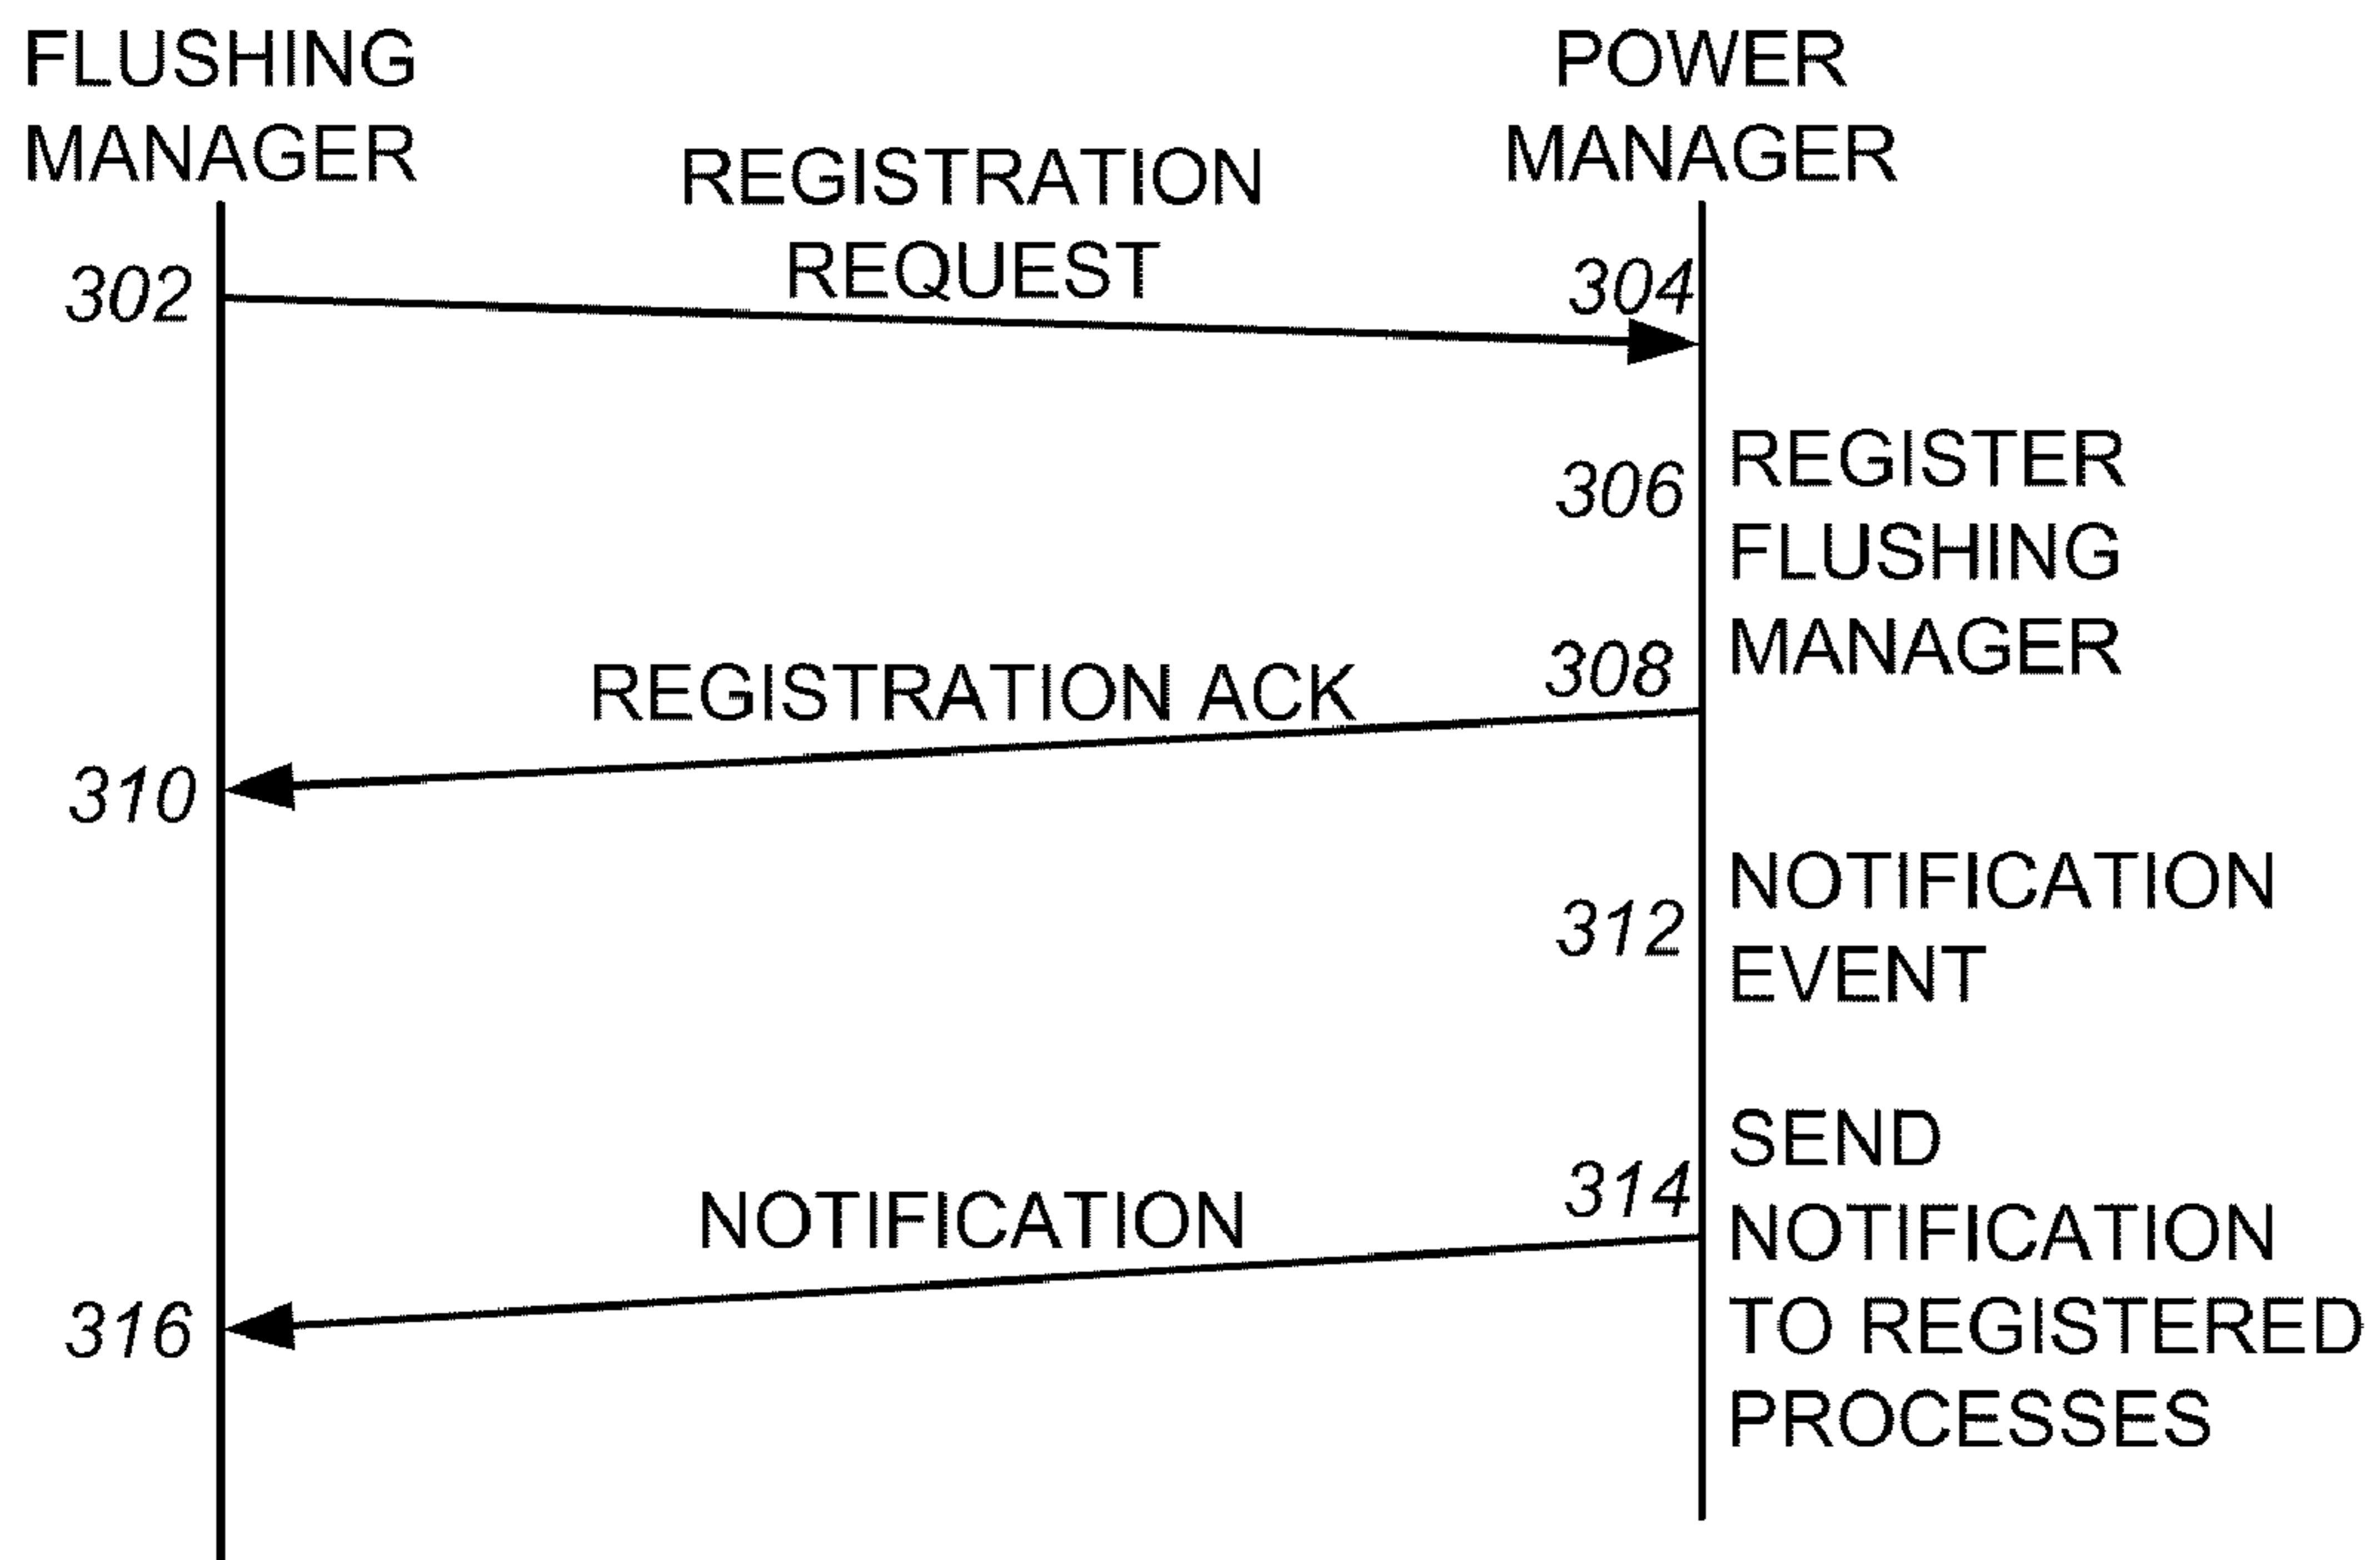 FLUSHING
MANAGER
POWER
MANAGER
REGISTRATION
REQUEST
302
304
306
REGISTER
FLUSHING
MANAGER
308
REGISTRATION ACK
310
NOTIFICATION
EVENT
312
SEND
NOTIFICATION
TO REGISTERED
PROCESSES
314
NOTIFICATION
316